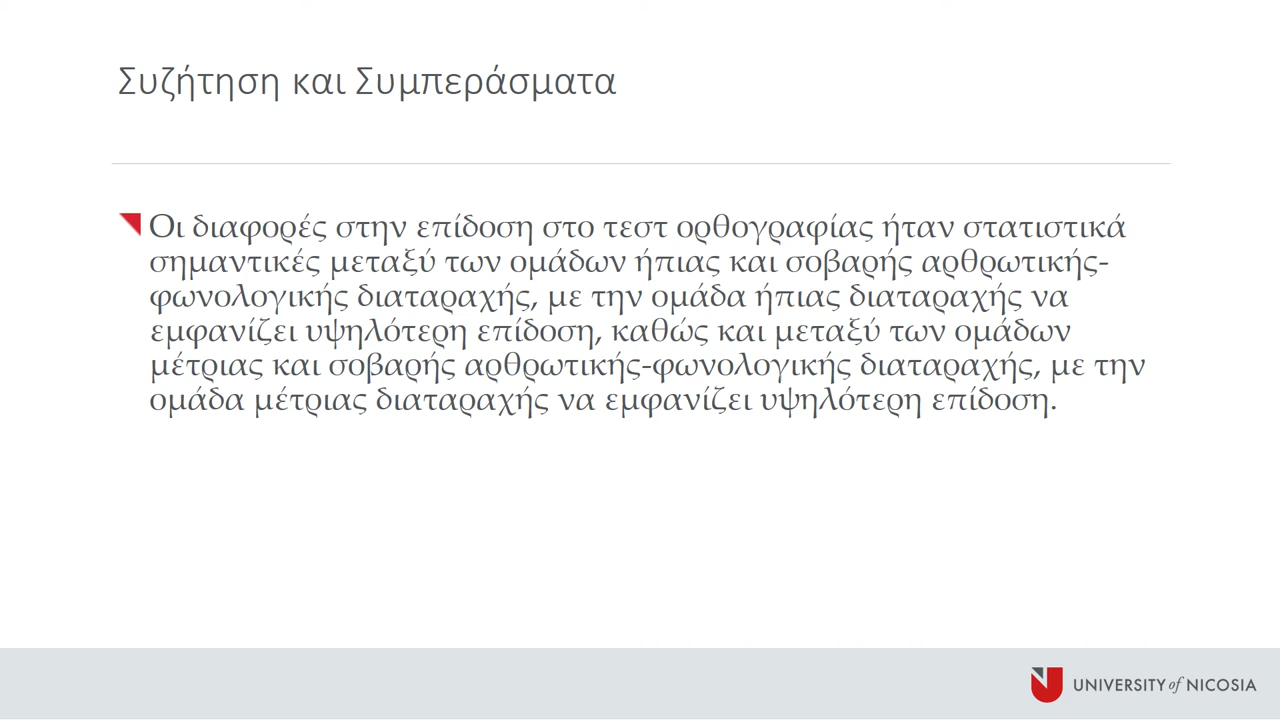 Συζήτηση και Συμπεράσματα
Οι διαφορές στην επίδοση στο τεστ ορθογραφίας ήταν στατιστικά
σημαντικές μεταξύ των ομάδων ήπιας και σοβαρής αρθρωτικής-
φωνολογικής διαταραχής, με την ομάδα ήπιας διαταραχής να
εμφανίζει υψηλότερη επίδοση, καθώς και μεταξύ των ομάδων
μέτριας και σοβαρής αρθρωτικής-φωνολογικής διαταραχής, με την
ομάδα μέτριας διαταραχής να εμφανίζει υψηλότερη επίδοση.
UNIVERSITY of NICOSIA